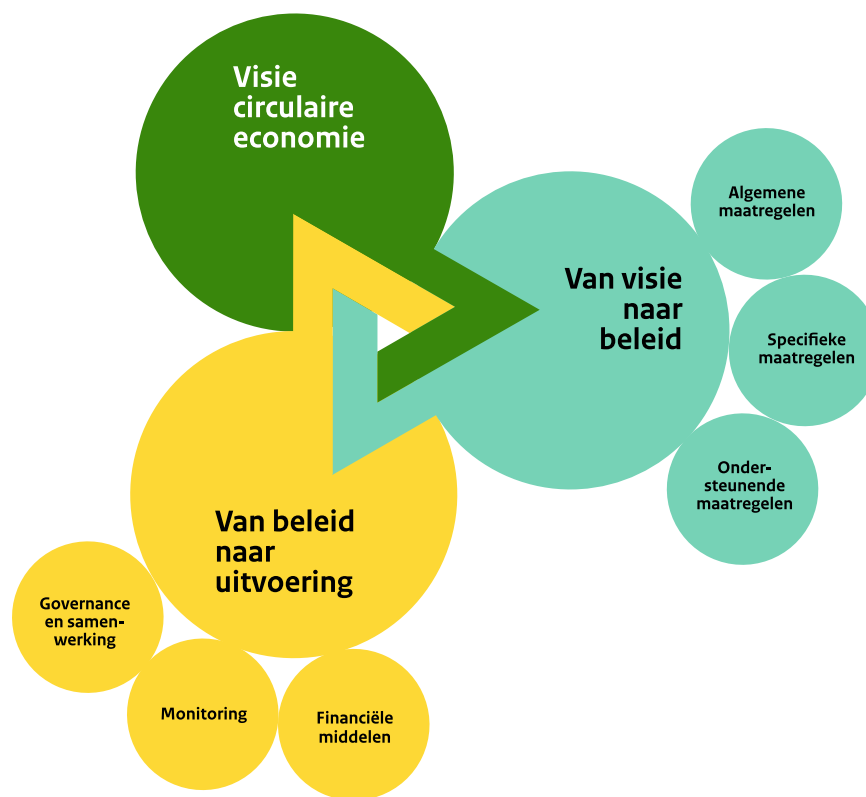 Visie
circulaire
economie
Van visie
naar
beleid
Algemene
maatregelen
Specifieke
maatregelen
Onder-
steunende
maatregelen
Van beleid
naar
uitvoering
Governance
en samen-
werking
Monitoring
Financiële
middelen